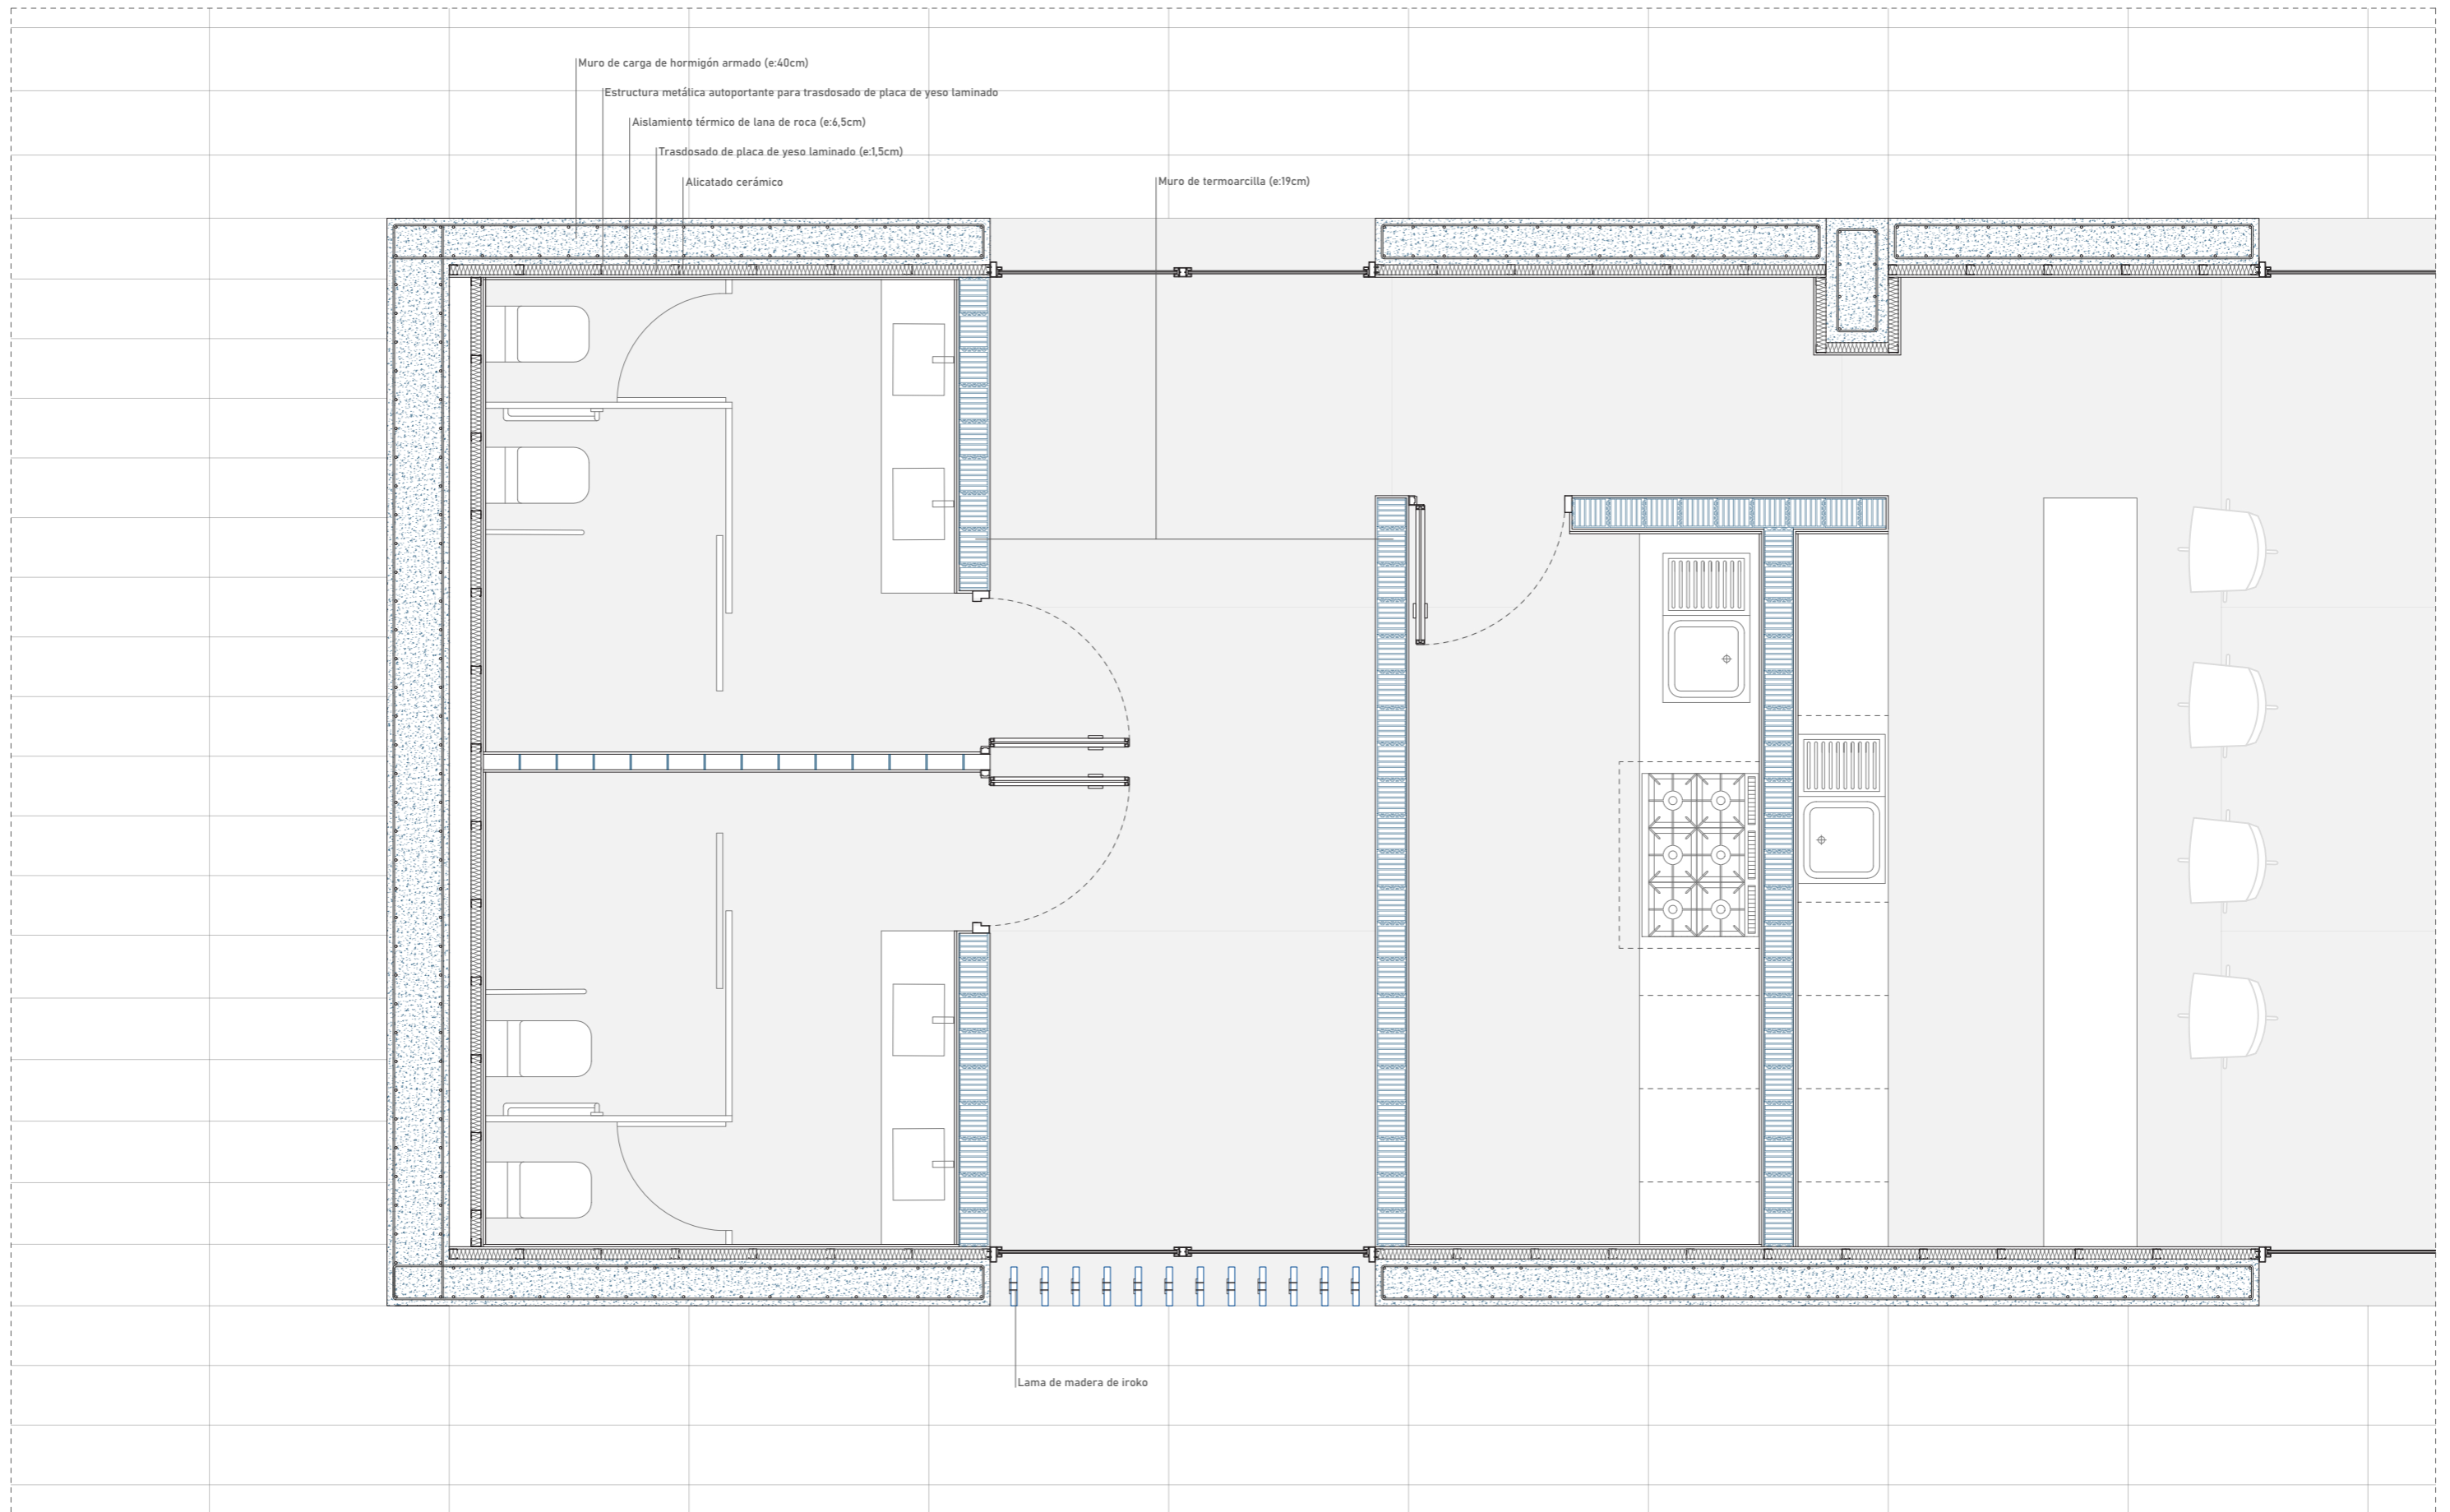 Muro de carga de hormigón armado (e:40cm)
Estructura metálica autoportante para trasdosado de placa de yeso laminado
Aislamiento térmico de lana de roca (e:6,5cm)
Trasdosado de placa de yeso laminado (e:1,5cm)
Alicatado cerámico
Muro de termoarcilla (e:19cm)
Lama de madera de iroko